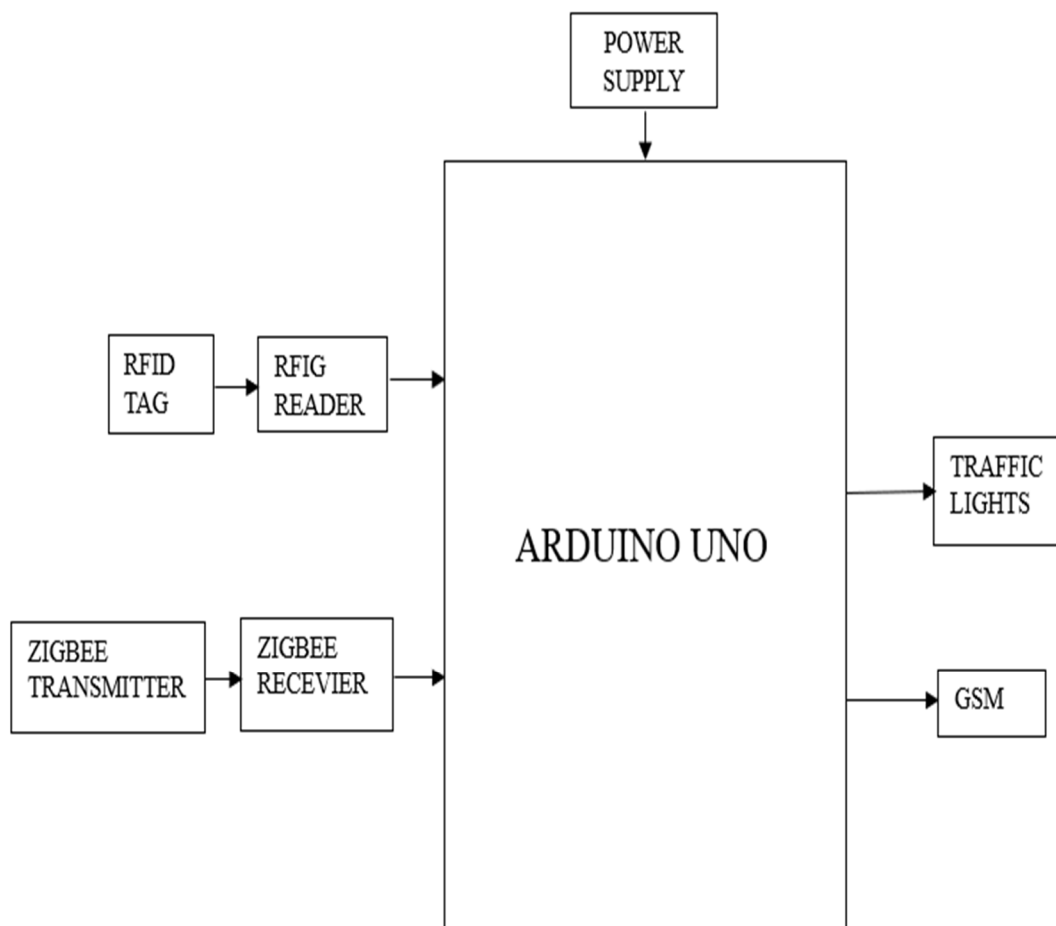 POWER
SUPPLY
RFID
TAG
RFIG
READER
TRAFFIC
LIGHTS
ARDUINO UNO
ZIGBEE
TRANSMITTER
ZIGBEE
RECEVIER
GSM